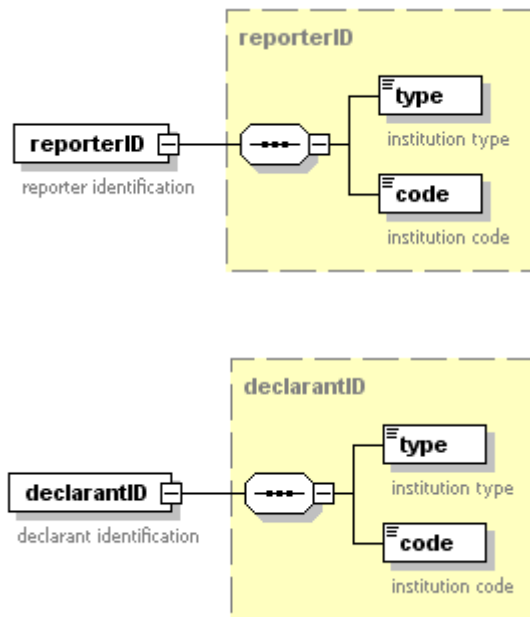 reporterID
type
institution type
reporterID
reporter identification
code
institution code
declarantID
type
institution type
declarantID
declarant identification
code
institution code